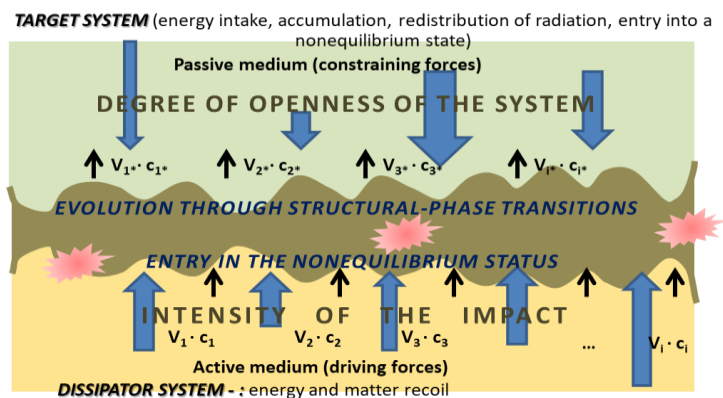 TARGET SYSTEM (energy intake, accumulation, redistribution of radiation, entry into a
nonequilibrium state)
Passive medium (constraining forces)
DEGREE OF OPENNESS OF THE SYSTEM
V₁*· c₁* V₂*· c₂* V₃*· c₃* Vᵢ*· cᵢ*
EVOLUTION THROUGH STRUCTURAL-PHASE TRANSITIONS
ENTRY IN THE NONEQUILIBRIUM STATUS
INTENSITY OF THE IMPACT
V₁· c₁ V₂· c₂ V₃· c₃ ... Vᵢ· cᵢ
Active medium (driving forces)
DISSIPATOR SYSTEM - : energy and matter recoil